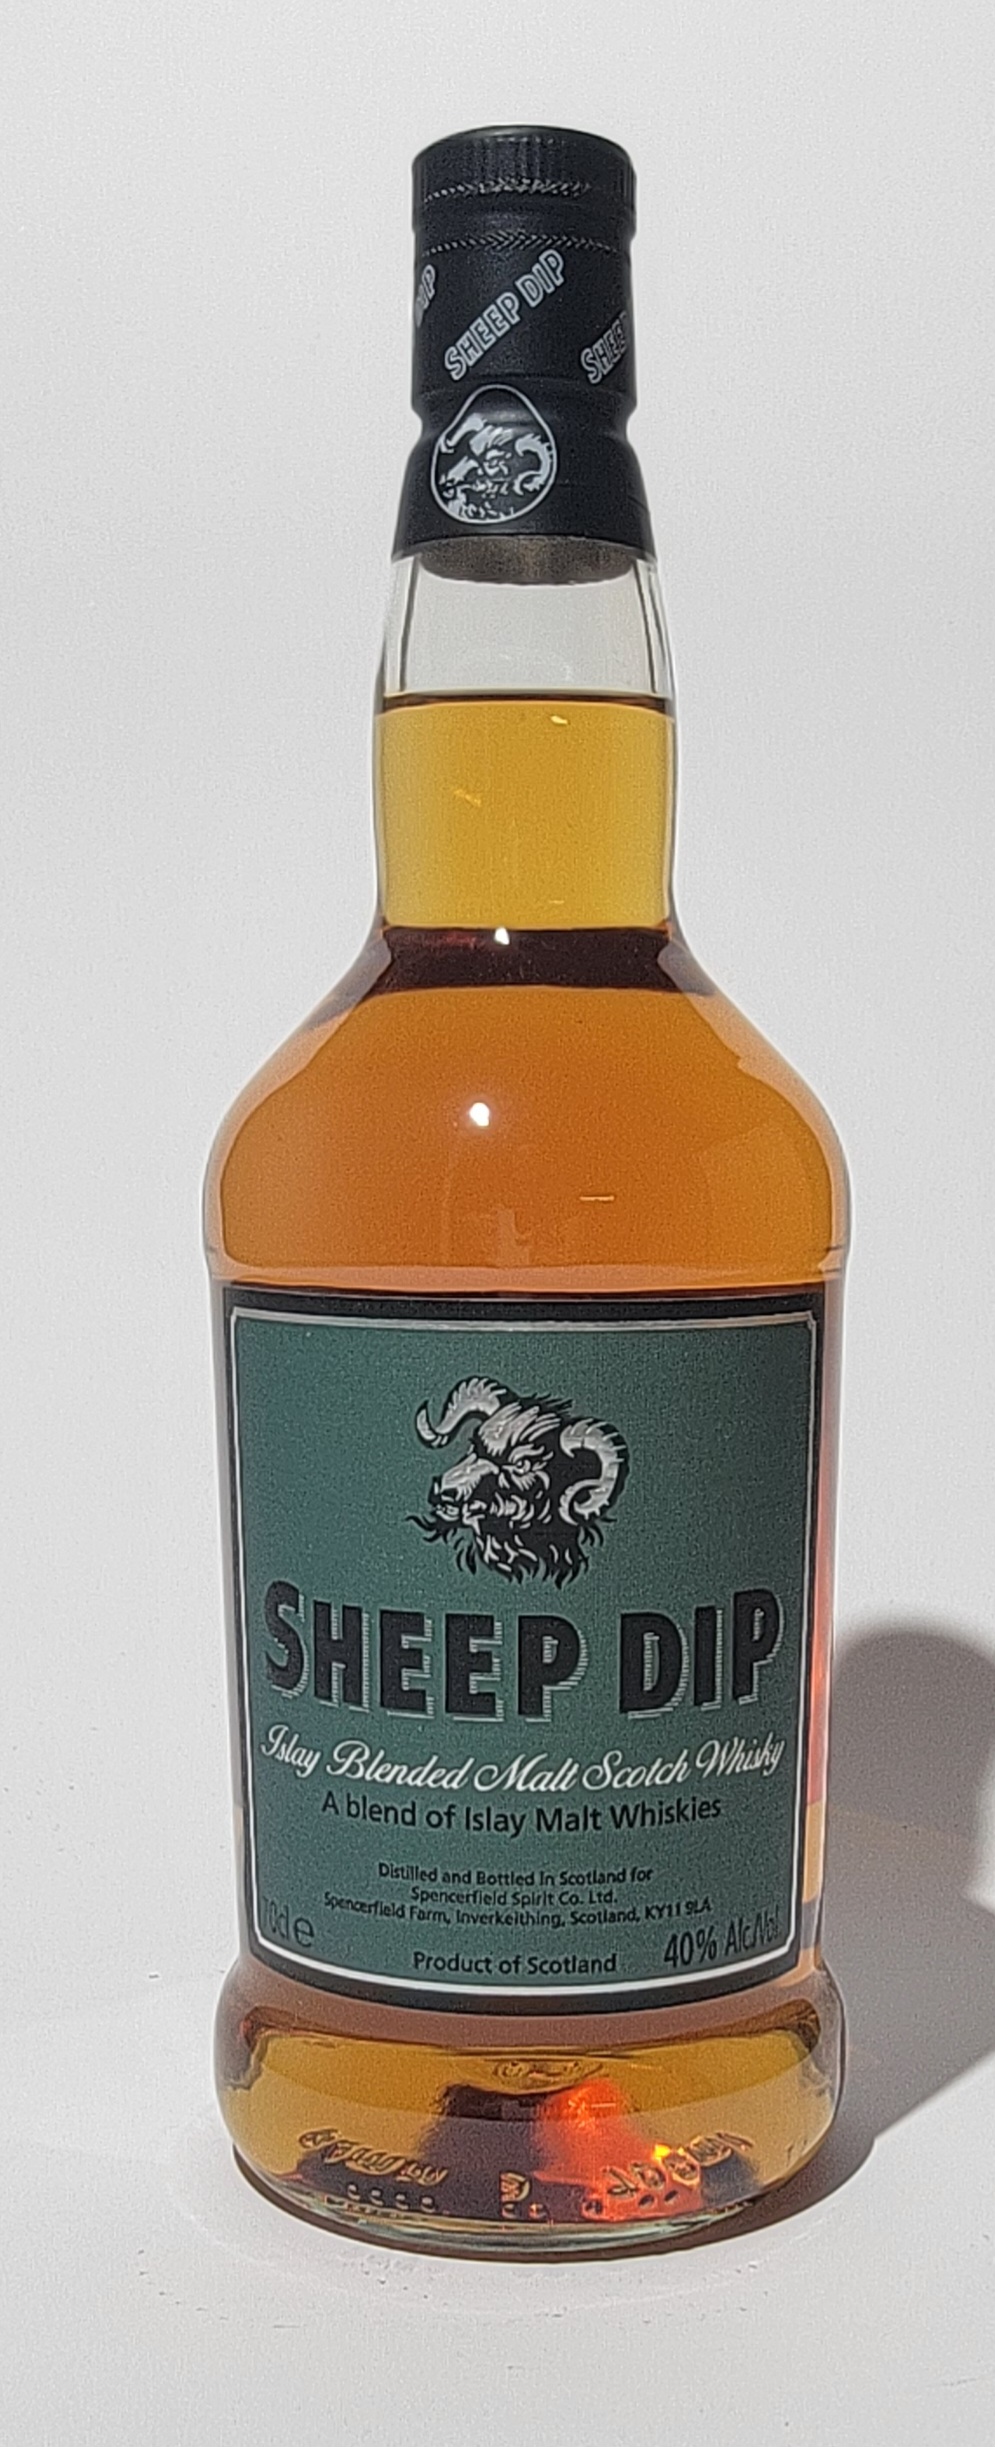 DIP
SHEEP DIP
SHEEP
SHEEP DIP
Islay Blended Malt Scotch Whisky
A blend of Islay Malt Whiskies
Distilled and Bottled in Scotland for
Spencerfield Spirit Co. Ltd.
Spencerfield Farm, Inverkeithing, Scotland, KY11 9LA
70cl e
40% Alc/Vol.
Product of Scotland